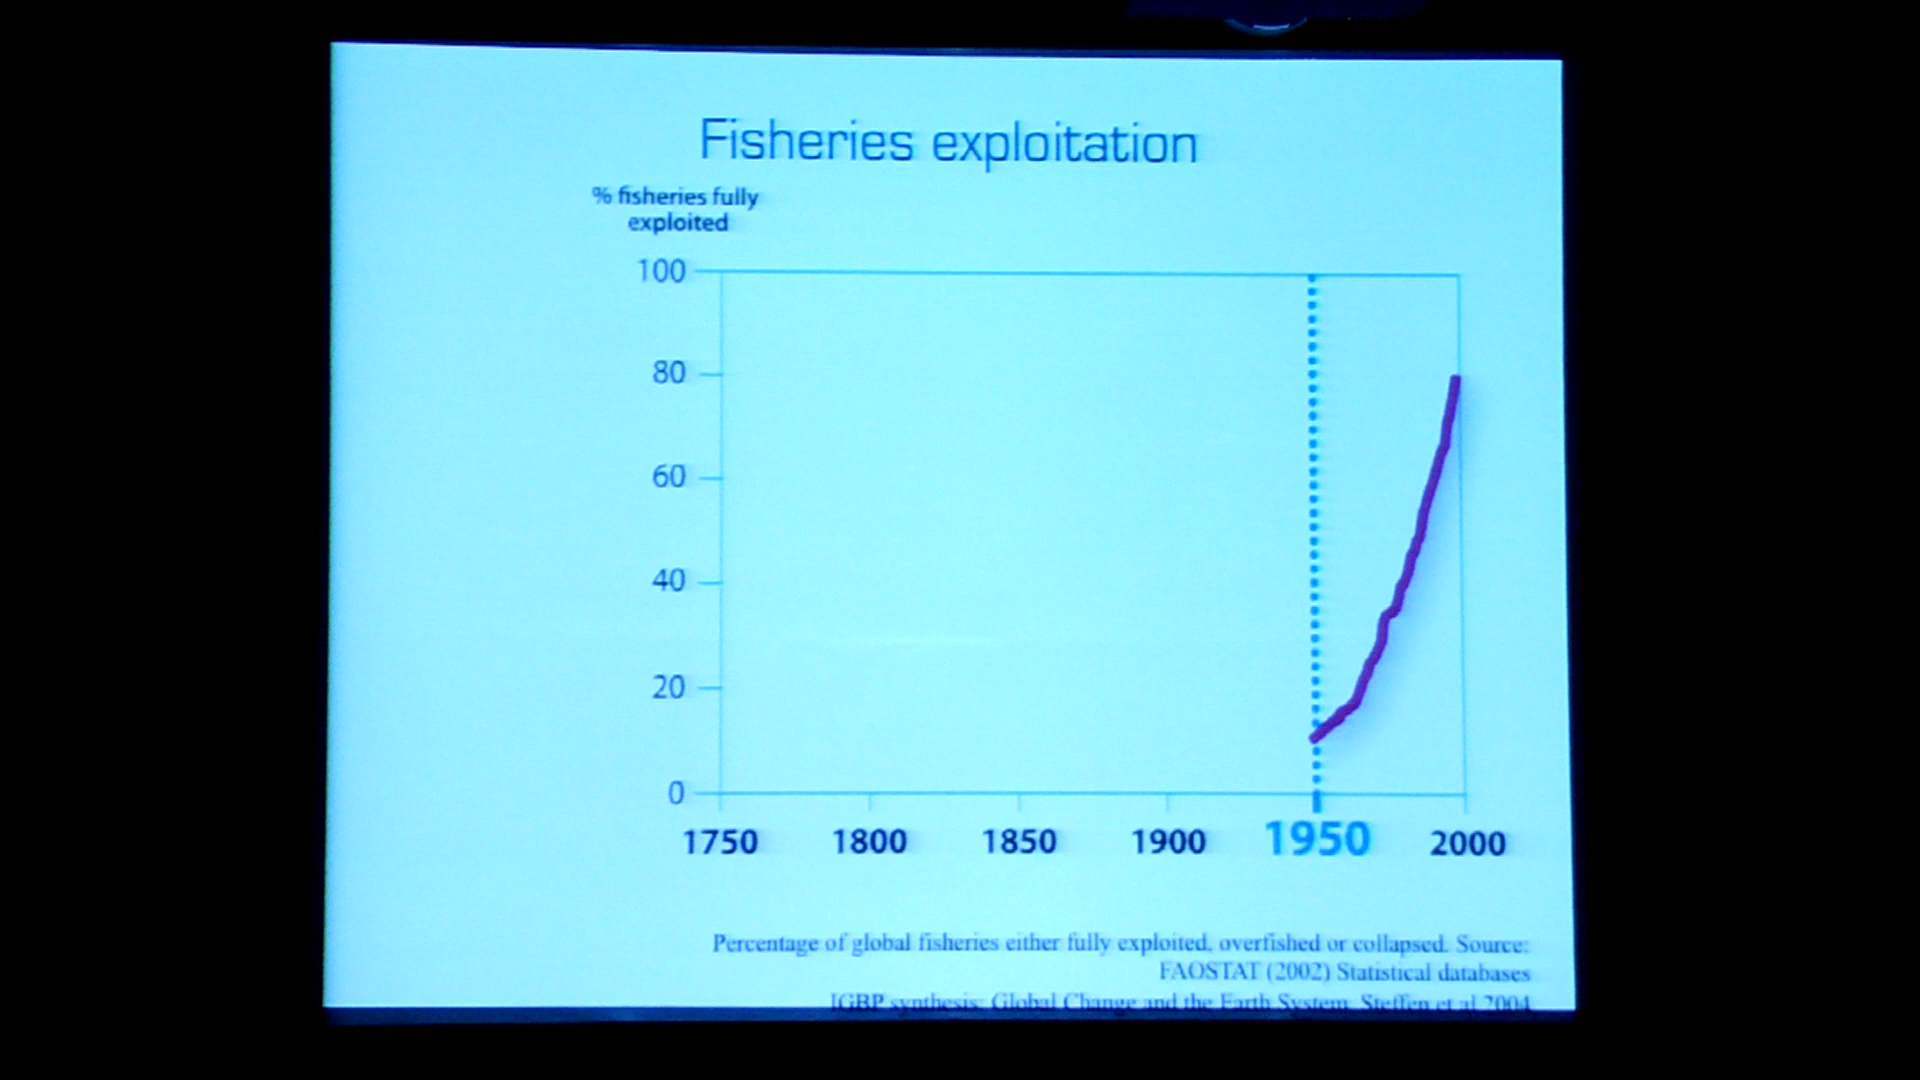 Fisheries exploitation
% fisheries fully
exploited
100
80
60
40
20
0
1750 1800 1850 1900 1950 2000
Percentage of global fisheries either fully exploited, overfished or collapsed. Source:
FAOSTAT (2002) Statistical databases
IGBP synthesis: Global Change and the Earth System, Steffen et al 2004